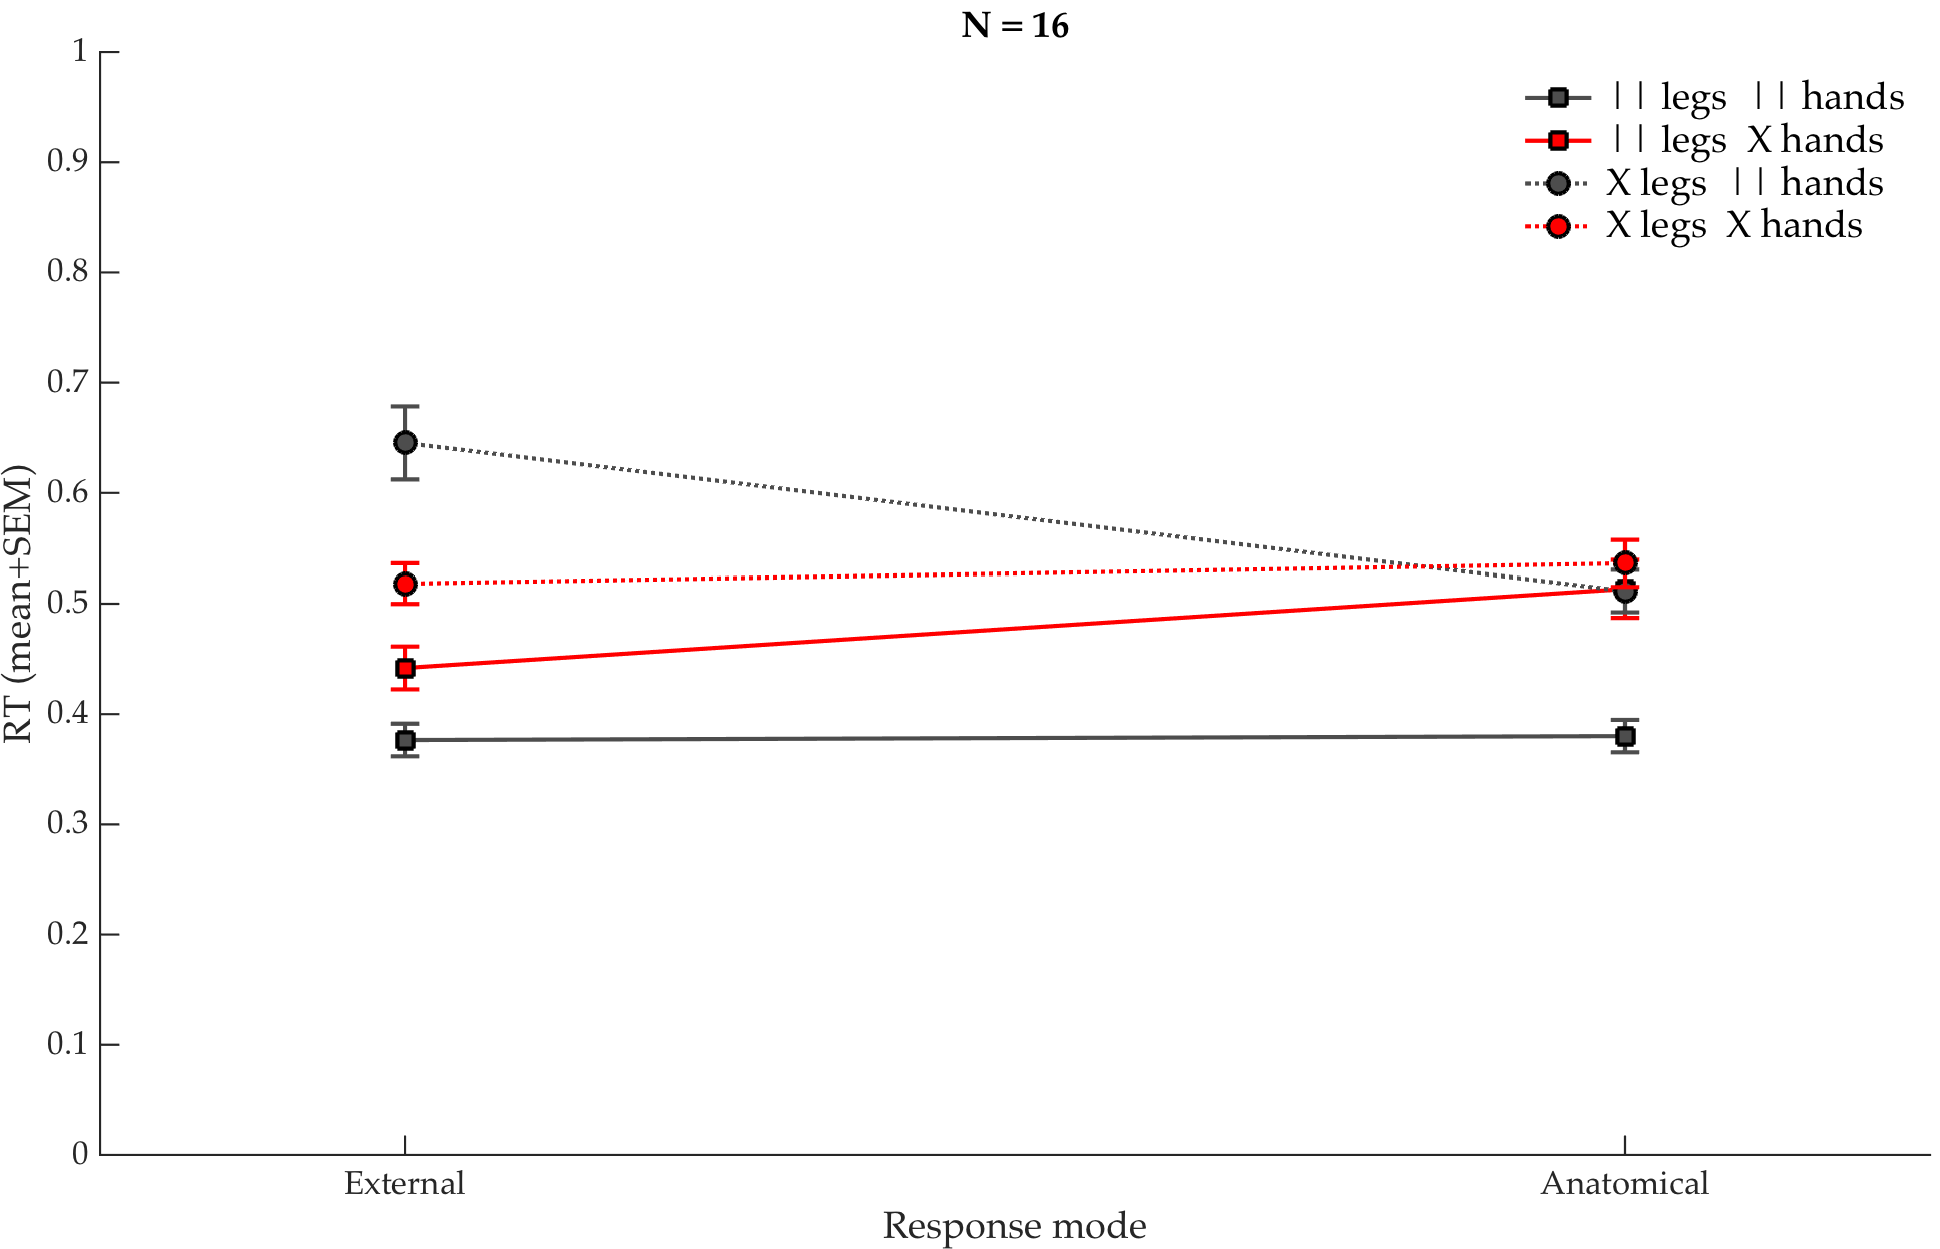 N = 16
1
0.9
0.8
0.7
0.6
0.5
0.4
0.3
0.2
0.1
0
RT (mean+SEM)
| | legs | | hands
| | legs X hands
X legs | | hands
X legs X hands
External
Anatomical
Response mode